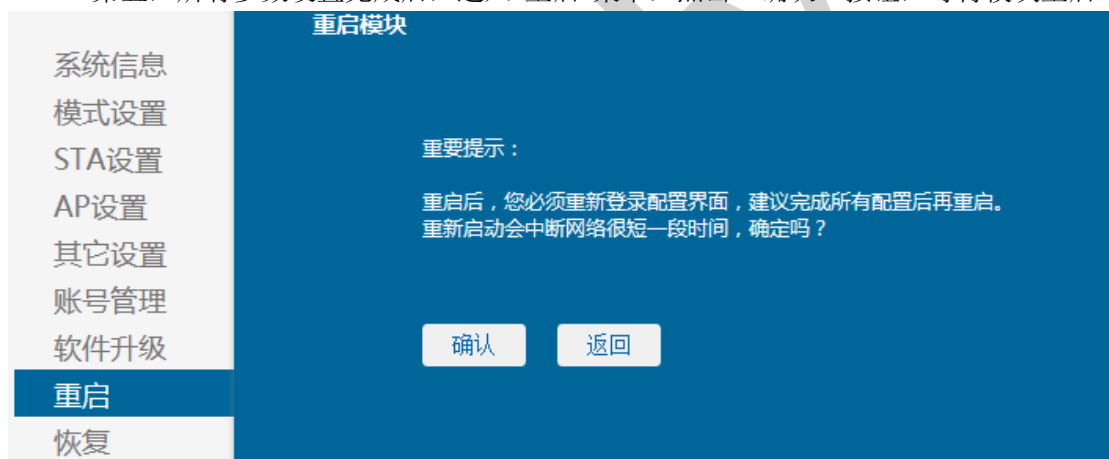 重启模块
系统信息
模式设置
STA设置
AP设置
其它设置
账号管理
软件升级
重启
恢复
重要提示：
重启后，您必须重新登录配置界面，建议完成所有配置后再重启。
重新启动会中断网络很短一段时间，确定吗？
确认
返回